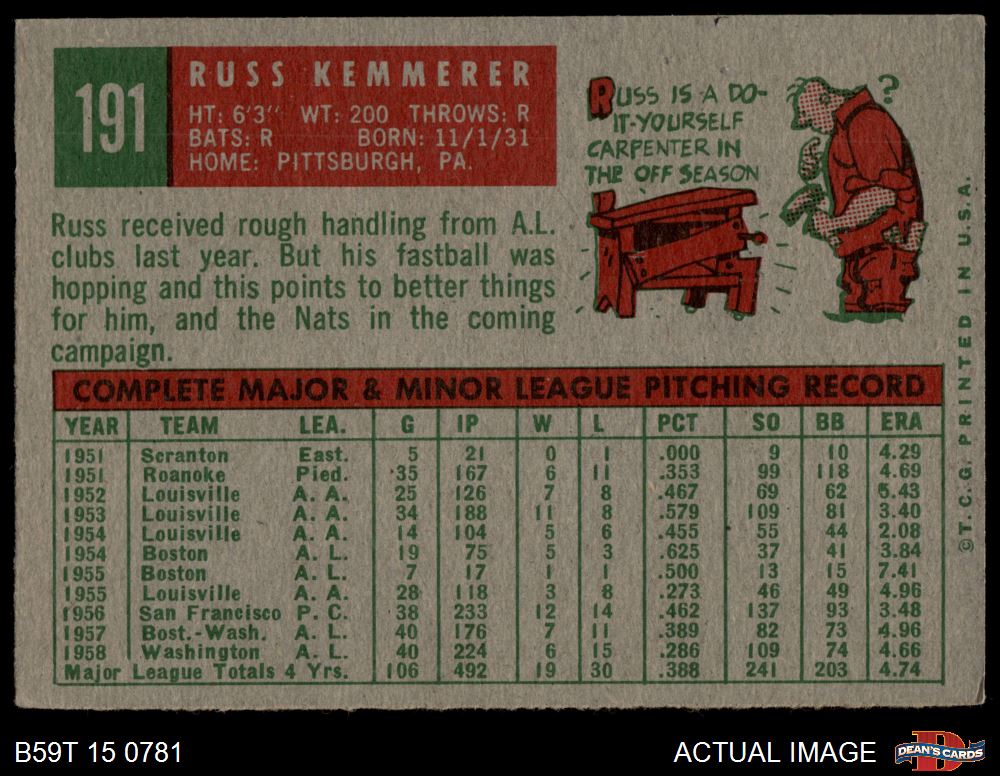 191
RUSS KEMMERER
HT: 6'3" WT: 200 THROWS: R
BATS: R BORN: 11/1/31
HOME: PITTSBURGH, PA.
RUSS IS A DO-
IT-YOURSELF
CARPENTER IN
THE OFF SEASON
?
Russ received rough handling from A.L.
clubs last year. But his fastball was
hopping and this points to better things
for him, and the Nats in the coming
campaign.
COMPLETE MAJOR & MINOR LEAGUE PITCHING RECORD
YEAR TEAM LEA. G IP W L PCT SO BB ERA
1951 Scranton East. 5 21 0 1 .000 9 10 4.29
1951 Roanoke Pied. 35 167 6 11 .353 99 118 4.69
1952 Louisville A. A. 25 126 7 8 .467 69 62 5.43
1953 Louisville A. A. 34 188 11 8 .579 109 81 3.40
1954 Louisville A. A. 14 104 5 6 .455 55 44 2.08
1954 Boston A. L. 19 75 5 3 .625 37 41 3.84
1955 Boston A. L. 7 17 1 1 .500 13 15 7.41
1955 Louisville A. A. 28 118 3 8 .273 46 49 4.96
1956 San Francisco P. C. 38 233 12 14 .462 137 93 3.48
1957 Bost.-Wash. A. L. 40 176 7 11 .389 82 73 4.96
1958 Washington A. L. 40 224 6 15 .286 109 74 4.66
Major League Totals 4 Yrs. 106 492 19 30 .388 241 203 4.74
©T.C.G. PRINTED IN U.S.A.
B59T 15 0781
ACTUAL IMAGE
D
DEAN'S CARDS